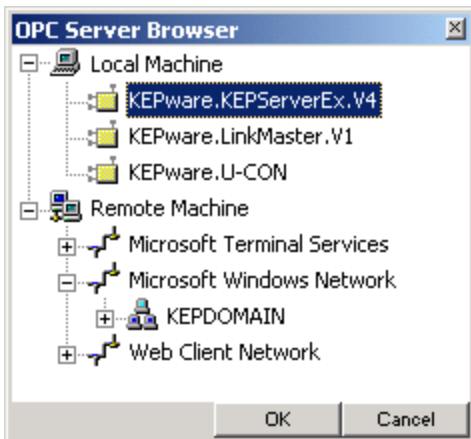 OPC Server Browser
Local Machine
KEPware.KEPServerEx.V4
KEPware.LinkMaster.V1
KEPware.U-CON
Remote Machine
Microsoft Terminal Services
Microsoft Windows Network
KEPDOMAIN
Web Client Network
OK Cancel